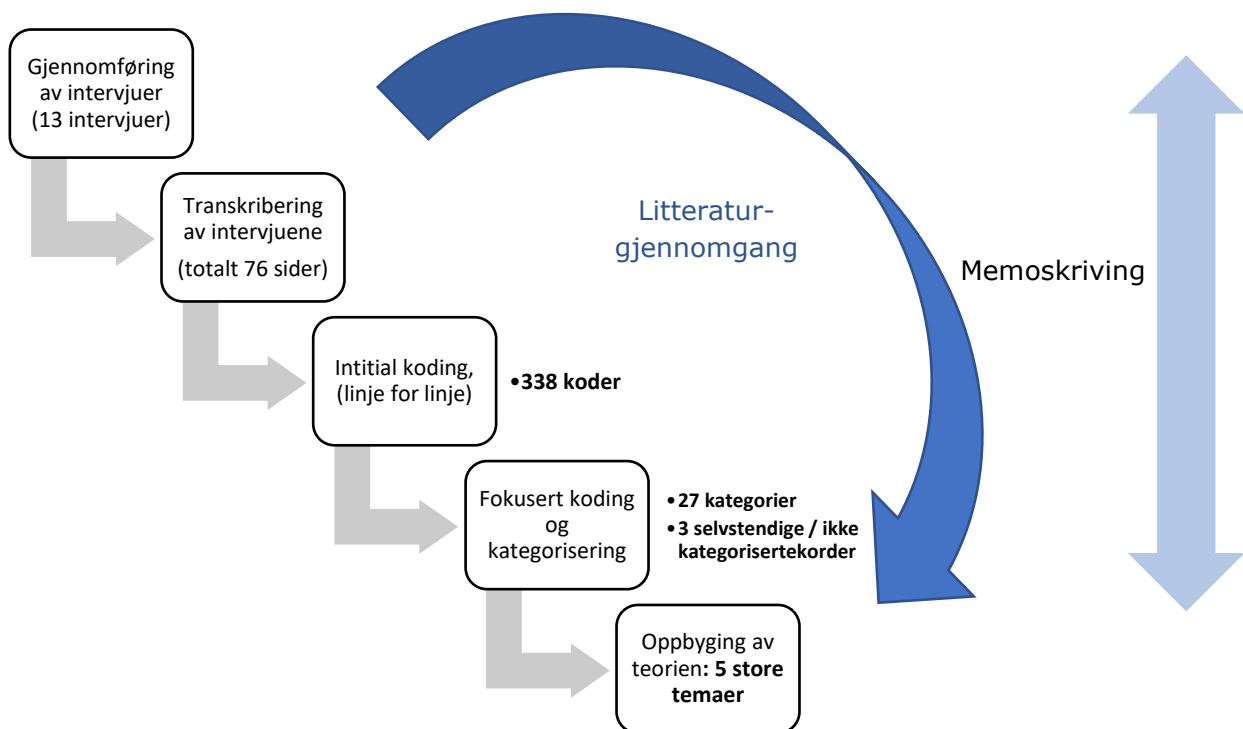 Gjennomføring
av intervjuer
(13 intervjuer)
Transkribering
av intervjuene
(totalt 76 sider)
Litteratur-
gjennomgang
Memoskriving
Intitial koding,
(linje for linje)
•338 koder
Fokusert koding
og
kategorisering
•27 kategorier
•3 selvstendige / ikke
kategorisertekorder
Oppbyging av
teorien: 5 store
temaer